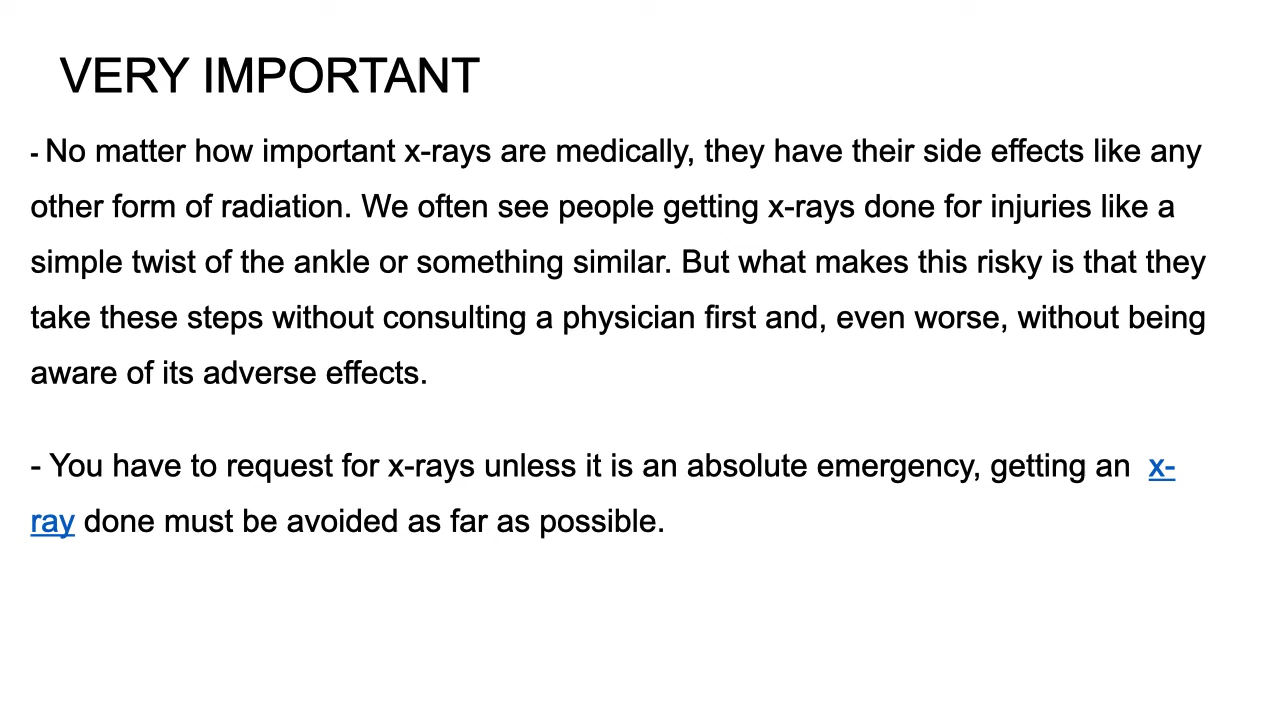 VERY IMPORTANT
- No matter how important x-rays are medically, they have their side effects like any
other form of radiation. We often see people getting x-rays done for injuries like a
simple twist of the ankle or something similar. But what makes this risky is that they
take these steps without consulting a physician first and, even worse, without being
aware of its adverse effects.
- You have to request for x-rays unless it is an absolute emergency, getting an x-
ray done must be avoided as far as possible.